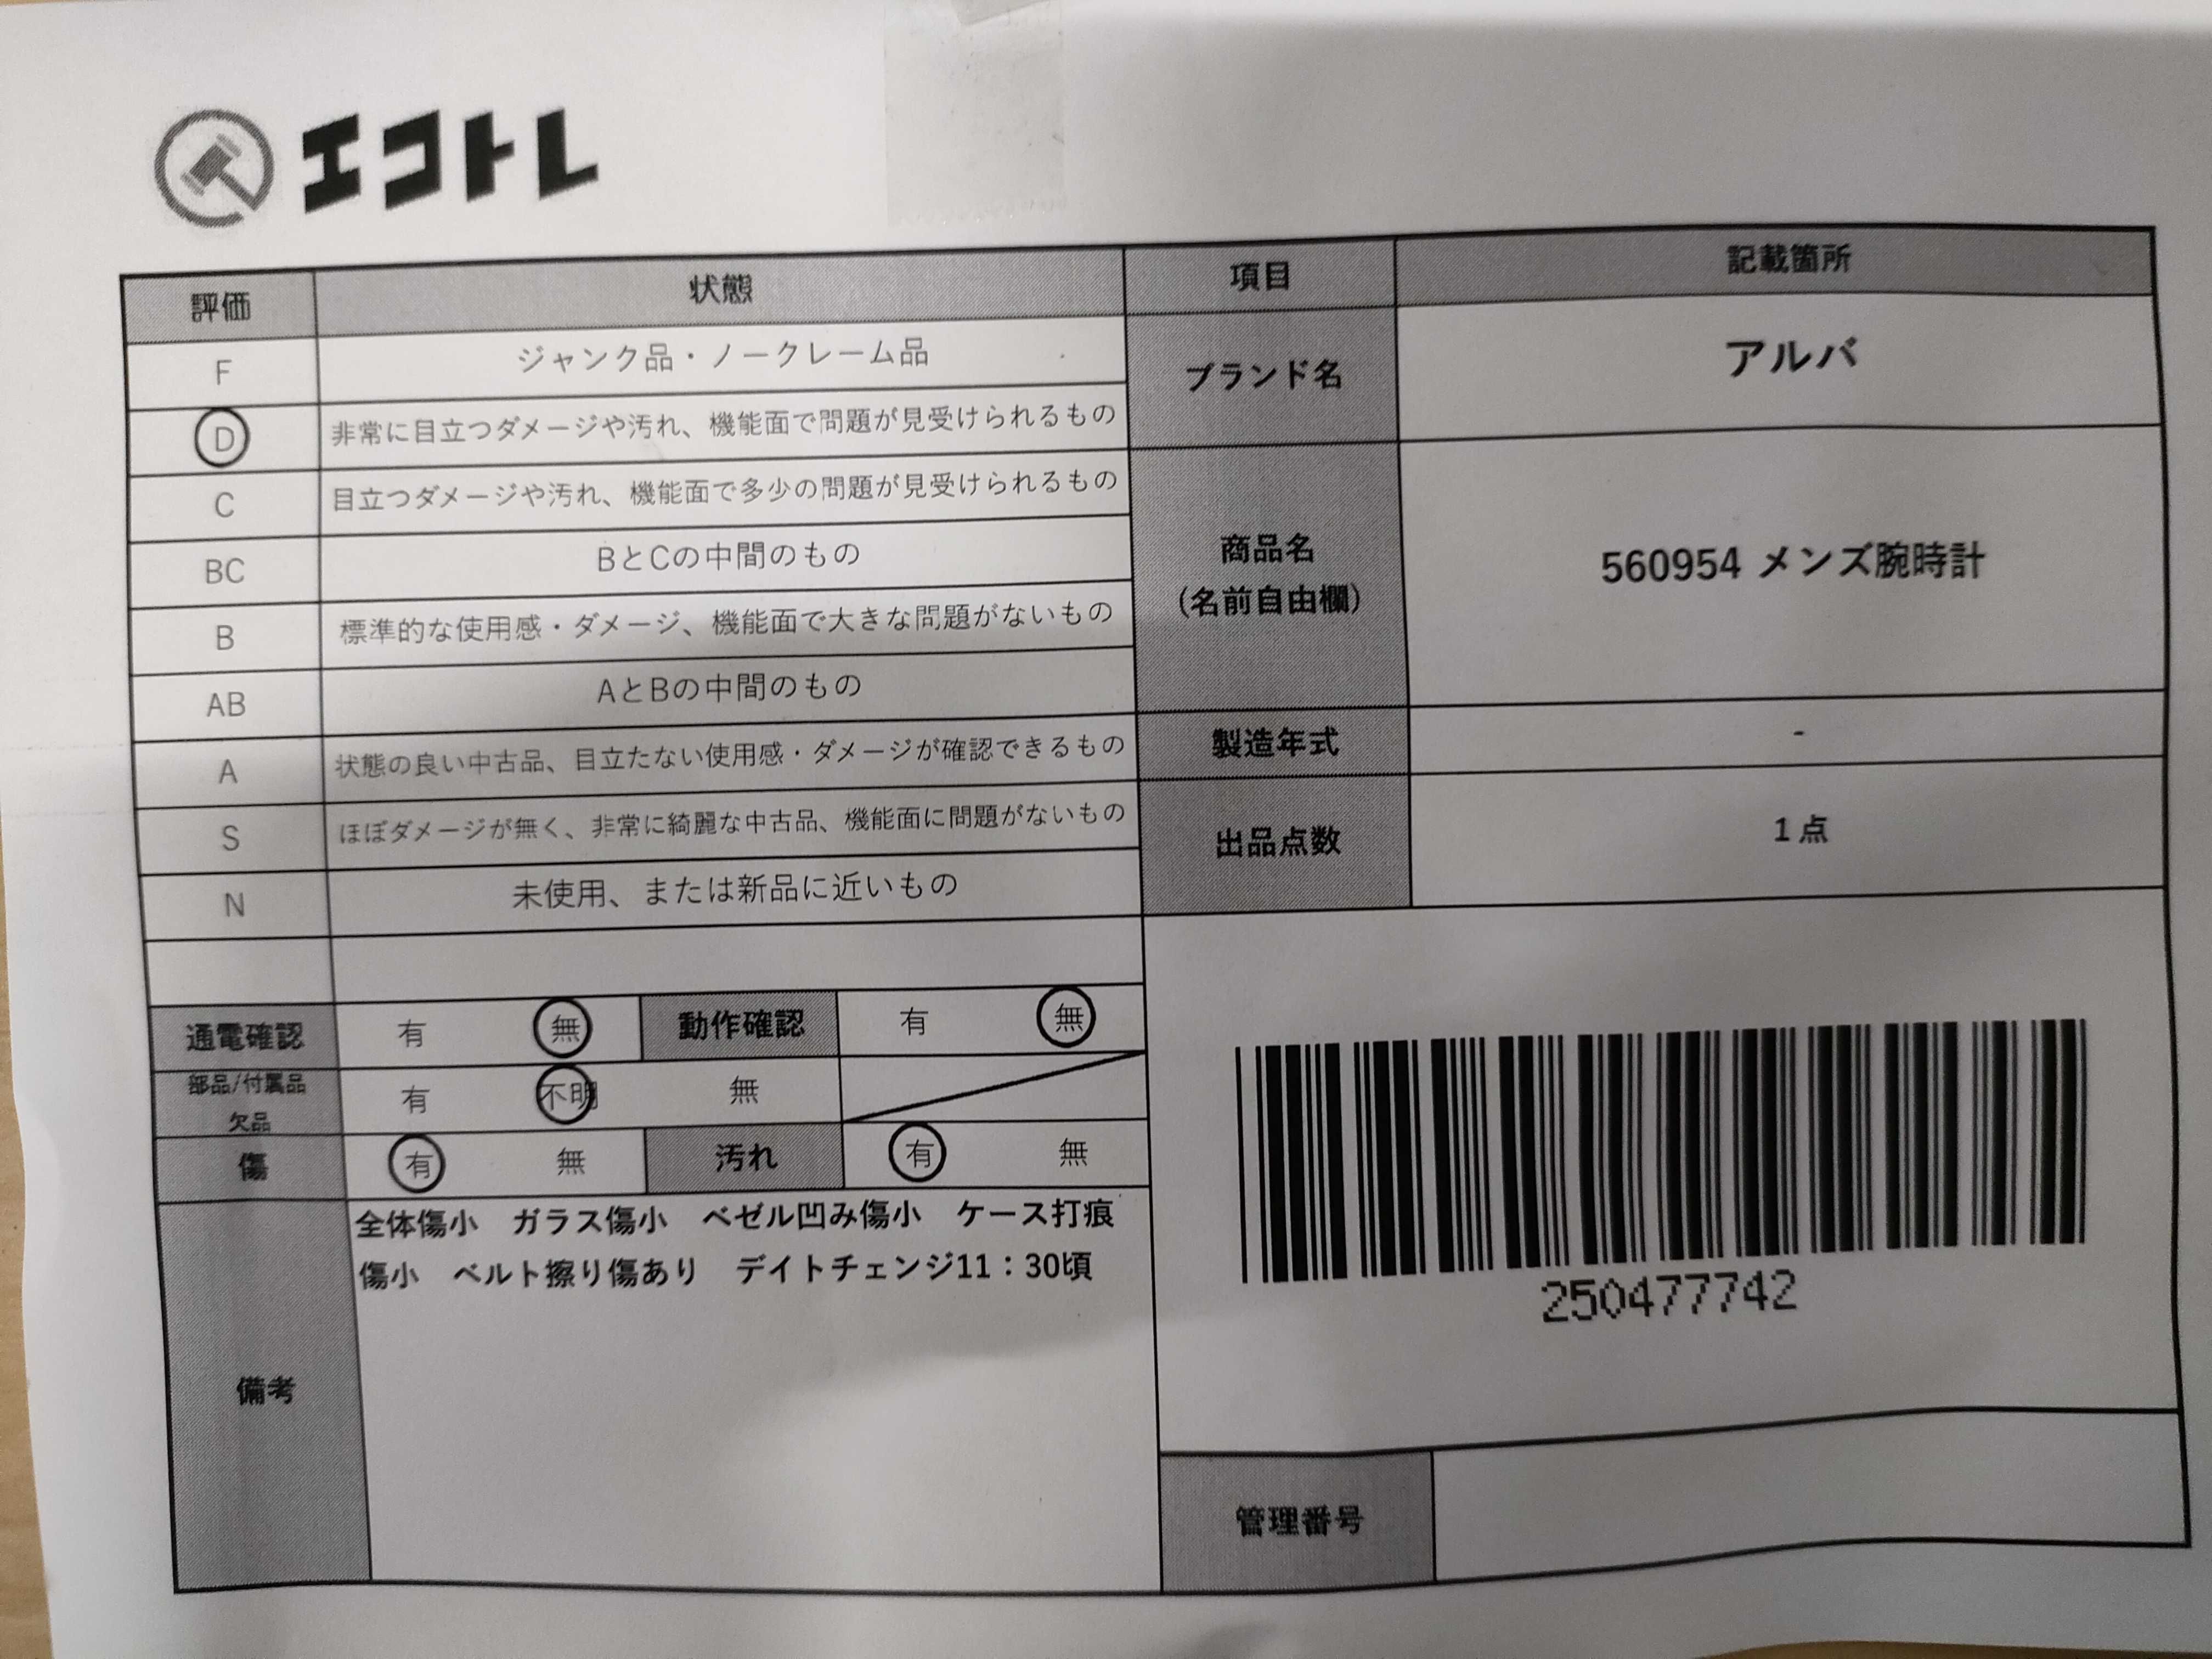 エコトレ
評価 状態 項目 記載箇所
F ジャンク品・ノークレーム品
D 非常に目立つダメージや汚れ、機能面で問題が見受けられるもの
ブランド名 アルバ
C 目立つダメージや汚れ、機能面で多少の問題が見受けられるもの
BC BとCの中間のもの
B 標準的な使用感・ダメージ、機能面で大きな問題がないもの
商品名
(名前自由欄)
560954 メンズ腕時計
AB AとBの中間のもの
A 状態の良い中古品、目立たない使用感・ダメージが確認できるもの
製造年式 -
S ほぼダメージが無く、非常に綺麗な中古品、機能面に問題がないもの
出品点数 1点
N 未使用、または新品に近いもの
通電確認 有 無 動作確認 有 無
部品/付属品
欠品
有 不明 無
傷 有 無 汚れ 有 無
備考
全体傷小 ガラス傷小 ベゼル凹み傷小 ケース打痕
傷小 ベルト擦り傷あり デイトチェンジ11：30頃
250477742
管理番号